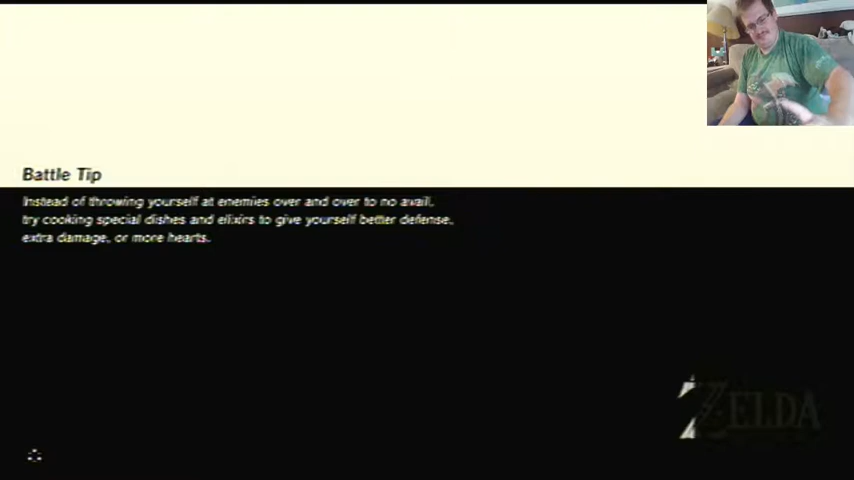 Battle Tip
Instead of throwing yourself at enemies over and over to no avail,
try cooking special dishes and elixirs to give yourself better defense,
extra damage, or more hearts.
ZELDA